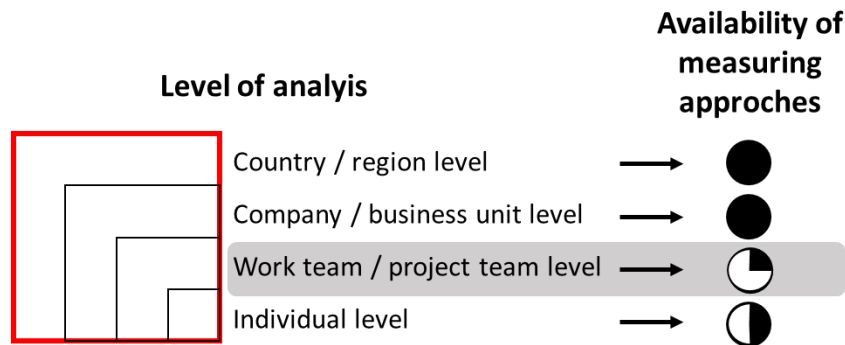 Availability of
measuring
approches
Level of analyis
Country / region level
Company / business unit level
Work team / project team level
Individual level